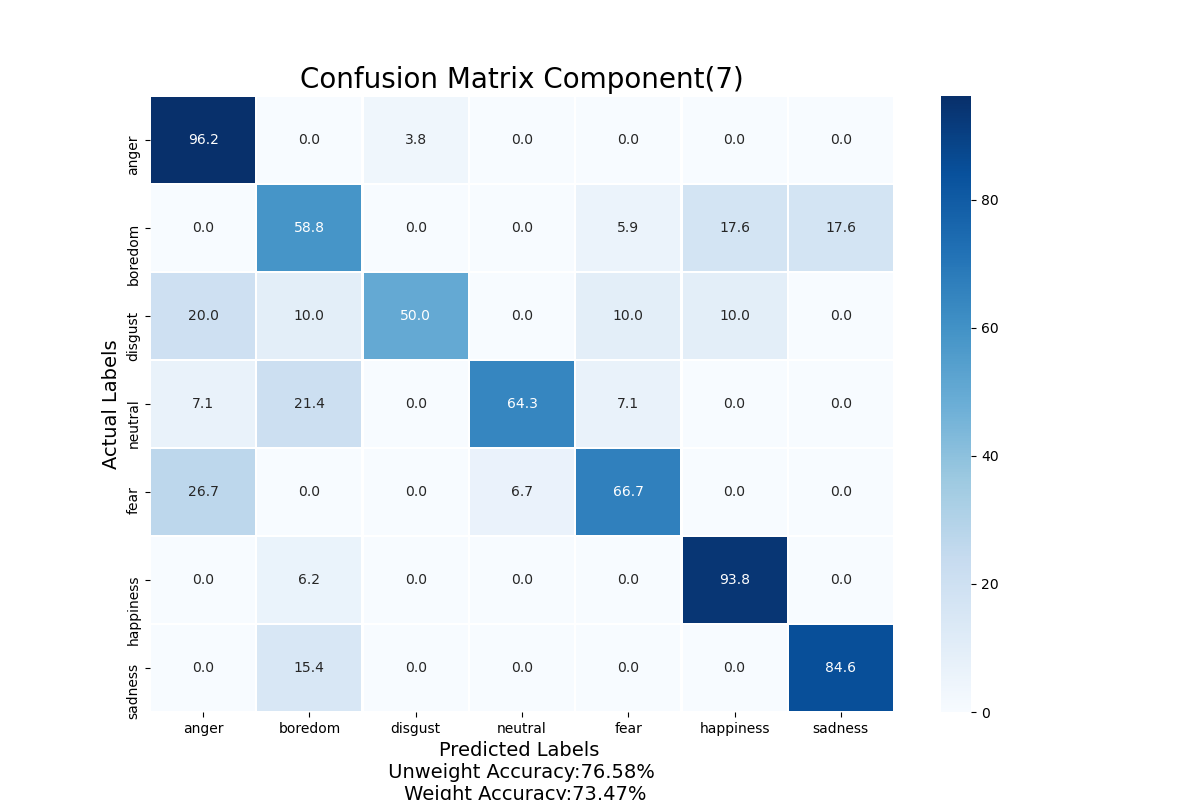 Confusion Matrix Component(7)
Actual Labels
anger 96.2 0.0 3.8 0.0 0.0 0.0 0.0
boredom 0.0 58.8 0.0 0.0 5.9 17.6 17.6
disgust 20.0 10.0 50.0 0.0 10.0 10.0 0.0
neutral 7.1 21.4 0.0 64.3 7.1 0.0 0.0
fear 26.7 0.0 0.0 6.7 66.7 0.0 0.0
happiness 0.0 6.2 0.0 0.0 0.0 93.8 0.0
sadness 0.0 15.4 0.0 0.0 0.0 0.0 84.6
anger boredom disgust neutral fear happiness sadness
Predicted Labels
Unweight Accuracy:76.58%
Weight Accuracy:73.47%
80
60
40
20
0